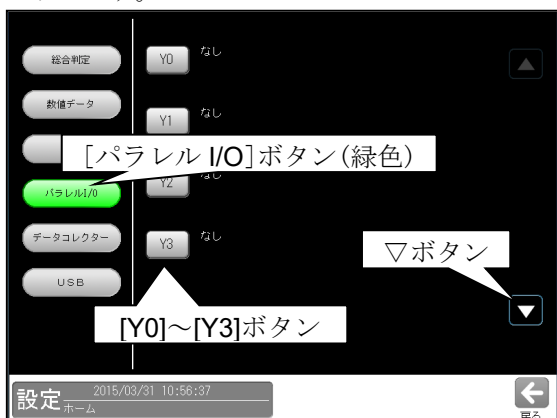 総合判定
Y0
なし
数値データ
Y1
なし
[パラレル I/O]ボタン(緑色)
パラレルI/O
Y2
なし
データコレクター
Y3
なし
▽ボタン
USB
[Y0]～[Y3]ボタン
設定
2015/03/31 10:56:37
ホーム
戻る